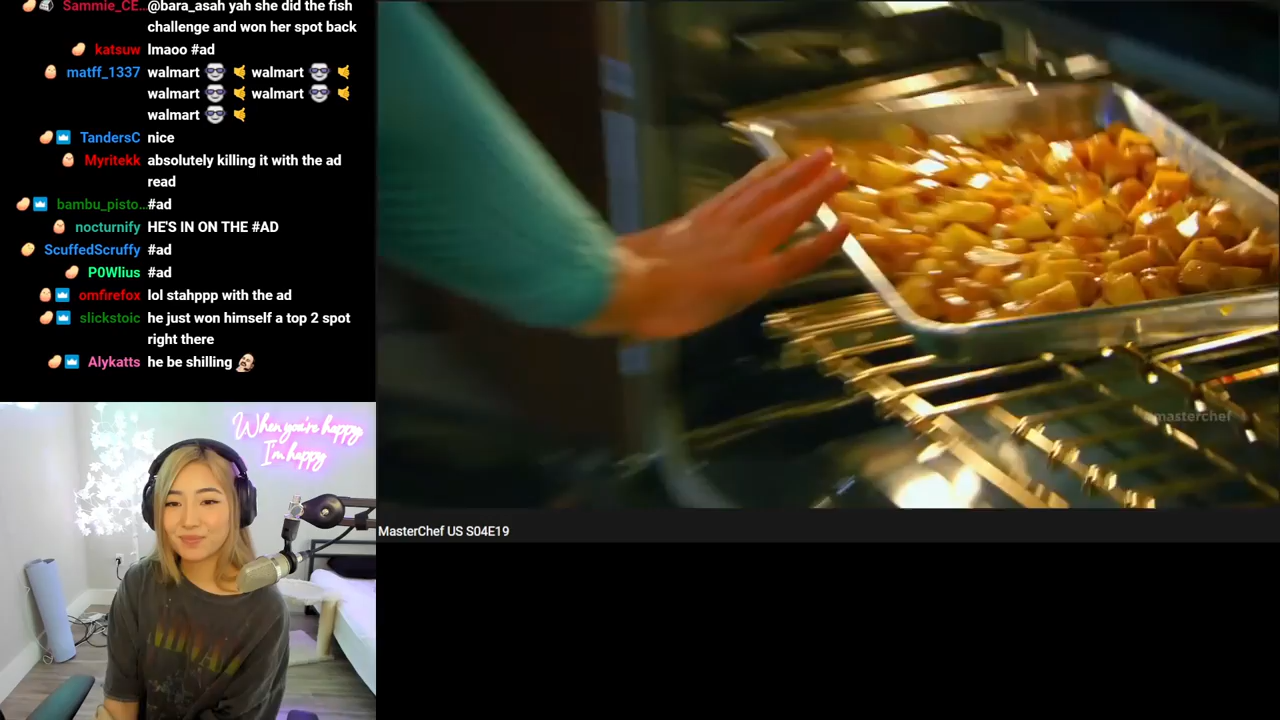 Sammie_CE… @bara_asah yah she did the fish
challenge and won her spot back
katsuw lmaoo #ad
matff_1337 walmart walmart
walmart walmart
walmart
TandersC nice
Myritekk absolutely killing it with the ad
read
bambu_pisto… #ad
nocturnify HE'S IN ON THE #AD
ScuffedScruffy #ad
P0Wlius #ad
omfirefox lol stahppp with the ad
slickstoic he just won himself a top 2 spot
right there
Alykatts he be shilling
When you're happy
I'm happy
NIRVANA
masterchef
MasterChef US S04E19